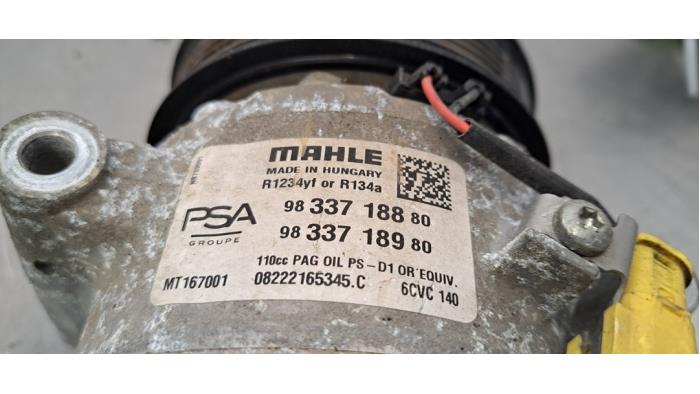 MAHLE
MADE IN HUNGARY
R1234yf or R134a
PSA
GROUPE
98 337 188 80
98 337 189 80
110cc PAG OIL PS-D1 OR EQUIV.
MT167001 08222165345.C 6CVC 140